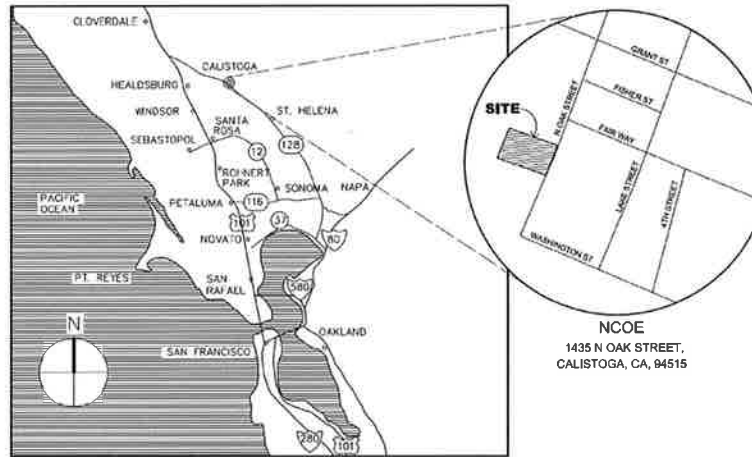 CLOVERDALE
CALISTOGA
HEALDSBURG
WINDSOR
ST. HELENA
SANTA
ROSA
SEBASTOPOL
128
12
ROHNERT
PARK
SONOMA
NAPA
PACIFIC
OCEAN
PETALUMA
116
101
37
NOVATO
80
PT. REYES
SAN
RAFAEL
580
OAKLAND
N
SAN FRANCISCO
280
101
GRANT ST
FISHER ST
N OAK STREET
SITE
FAIR WAY
LAKE STREET
4TH STREET
WASHINGTON ST
NCOE
1435 N OAK STREET,
CALISTOGA, CA, 94515